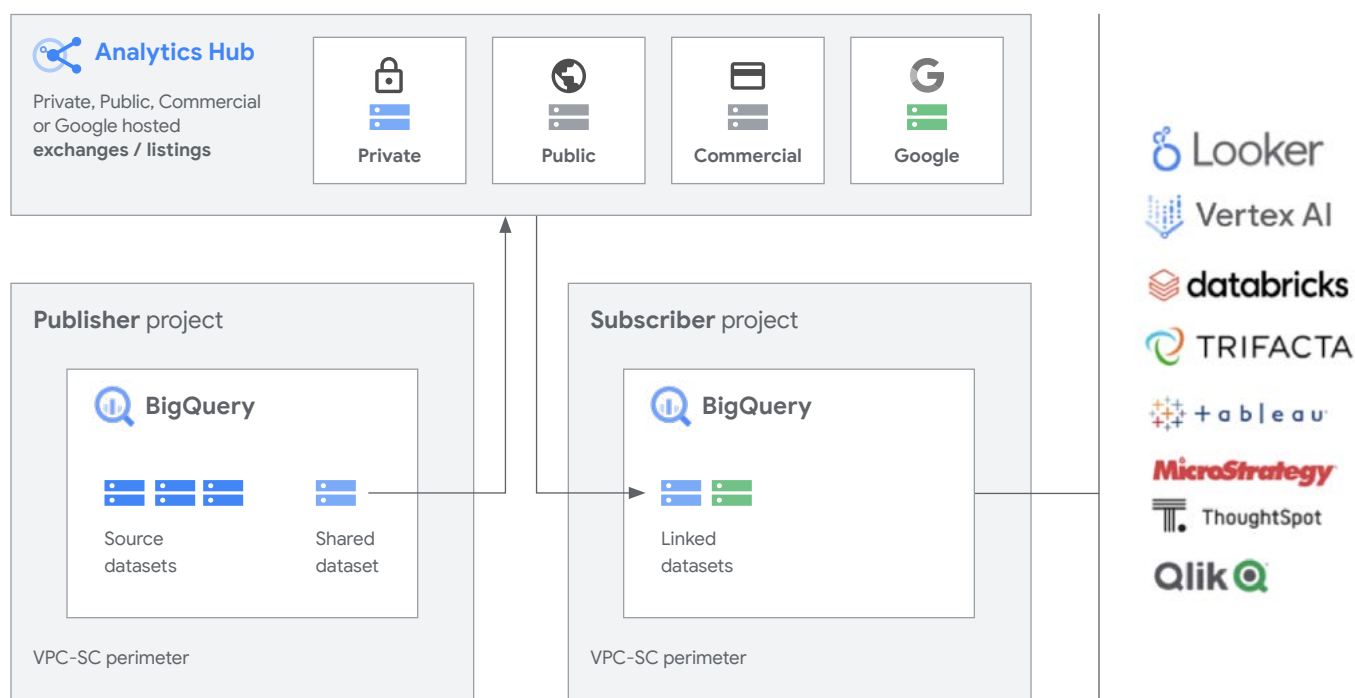 Analytics Hub
Private, Public, Commercial
or Google hosted
exchanges / listings
Private
Public
Commercial
Google
Publisher project
BigQuery
Source
datasets
Shared
dataset
VPC-SC perimeter
Subscriber project
BigQuery
Linked
datasets
VPC-SC perimeter
Looker
Vertex AI
databricks
TRIFACTA
tableau
MicroStrategy
ThoughtSpot
Qlik